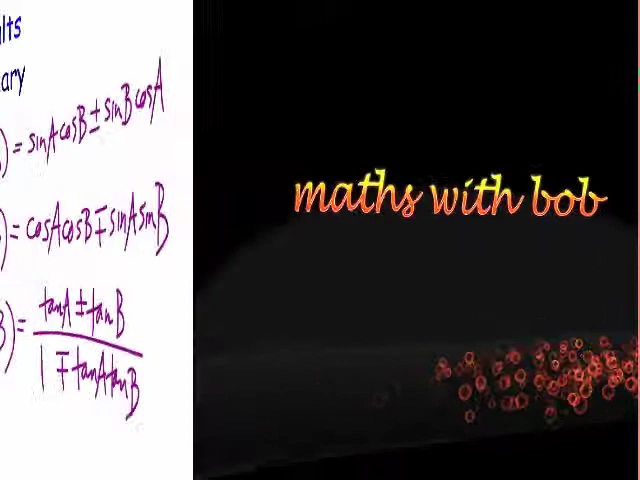 lts
ary
) = sinAcosB ± sinBcosA
) = cosAcosB ∓ sinAsinB
B) = tanA ± tanB
1 ∓ tanAtanB
maths with bob